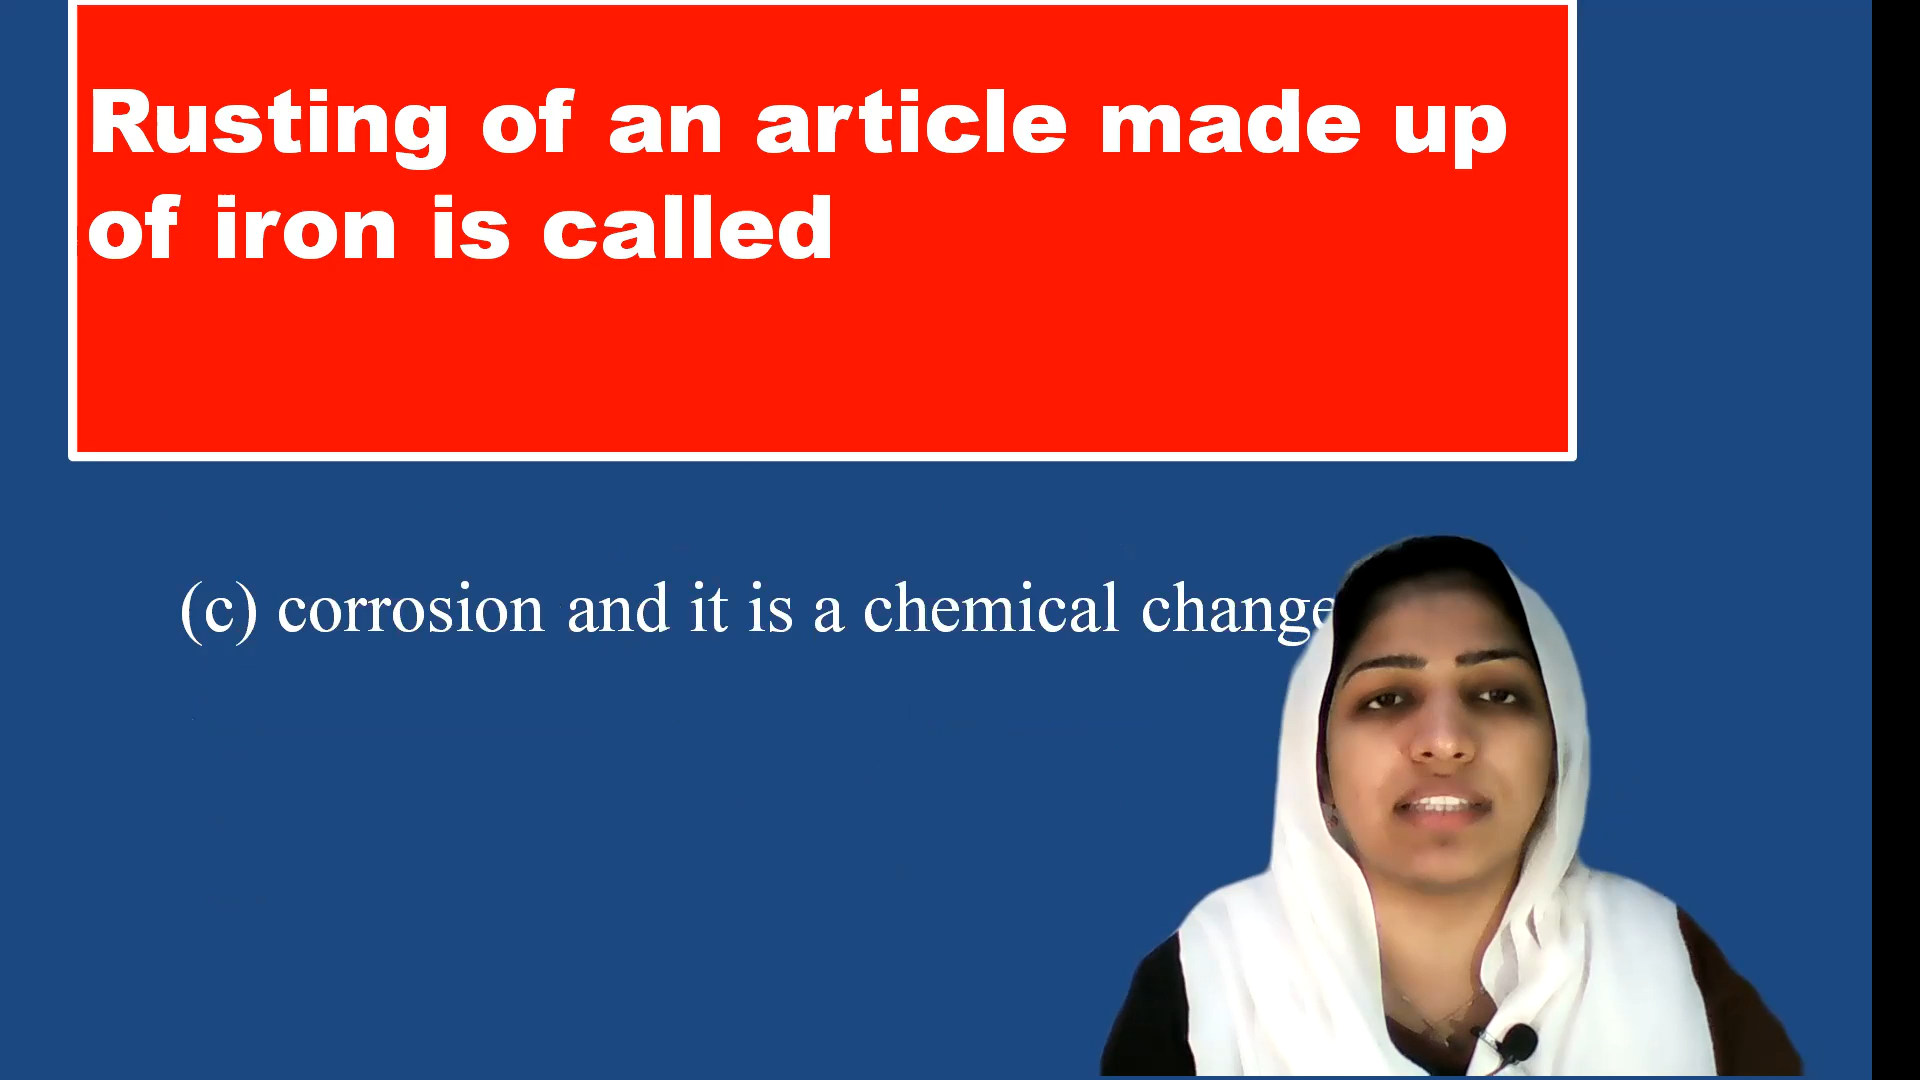 Rusting of an article made up
of iron is called
(c) corrosion and it is a chemical change